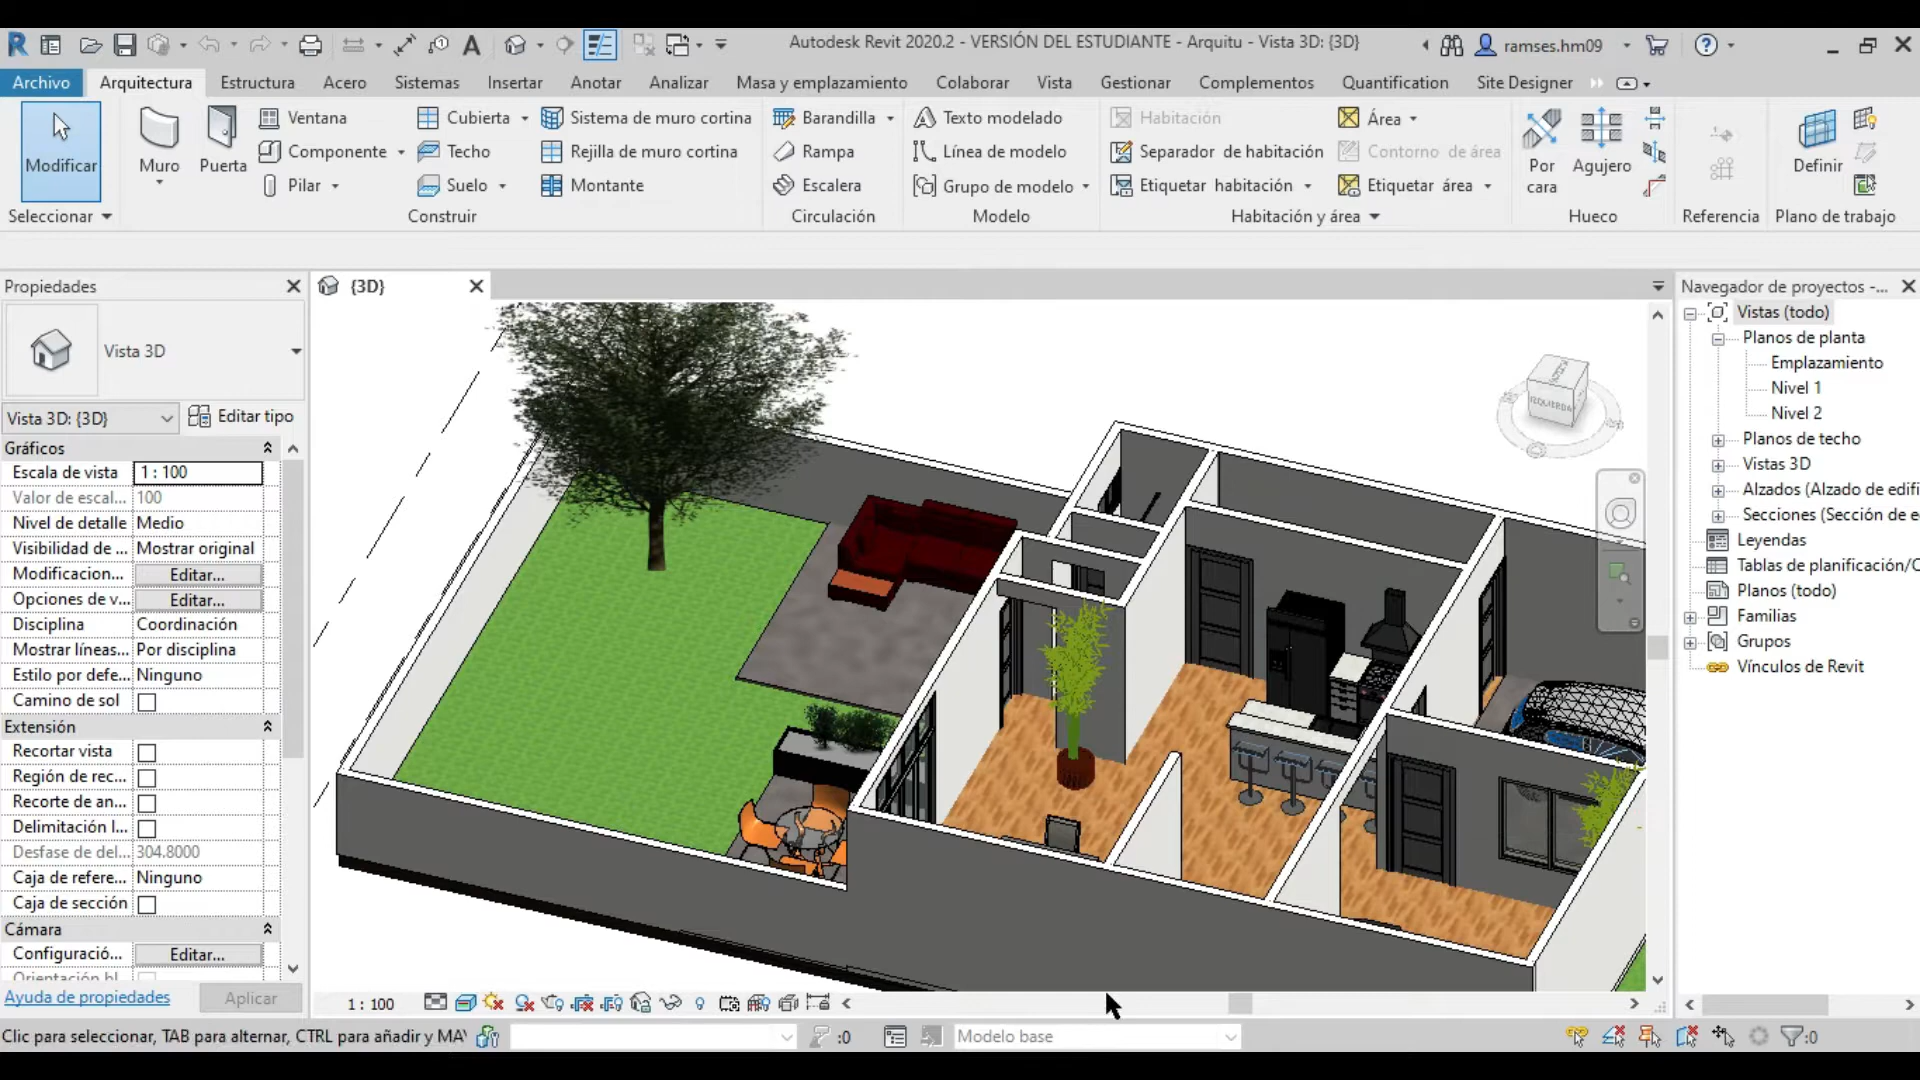 Autodesk Revit 2020.2 - VERSIÓN DEL ESTUDIANTE - Arquitu - Vista 3D: {3D}
ramses.hm09
Archivo Arquitectura Estructura Acero Sistemas Insertar Anotar Analizar Masa y emplazamiento Colaborar Vista Gestionar Complementos Quantification Site Designer
Modificar
Muro
Puerta
Ventana
Componente
Pilar
Cubierta
Techo
Suelo
Sistema de muro cortina
Rejilla de muro cortina
Montante
Barandilla
Rampa
Escalera
Texto modelado
Línea de modelo
Grupo de modelo
Habitación
Separador de habitación
Etiquetar habitación
Área
Contorno de área
Etiquetar área
Por
cara
Agujero
Definir
Seleccionar
Construir
Circulación
Modelo
Habitación y área
Hueco
Referencia
Plano de trabajo
Propiedades
Vista 3D
Vista 3D: {3D}
Editar tipo
Gráficos
Escala de vista 1 : 100
Valor de escal... 100
Nivel de detalle Medio
Visibilidad de ... Mostrar original
Modificacion... Editar...
Opciones de v... Editar...
Disciplina Coordinación
Mostrar líneas... Por disciplina
Estilo por defe... Ninguno
Camino de sol
Extensión
Recortar vista
Región de rec...
Recorte de an...
Delimitación l...
Desfase de del... 304.8000
Caja de refere... Ninguno
Caja de sección
Cámara
Configuració... Editar...
Ayuda de propiedades
Aplicar
{3D}
IZQUIERDA
Navegador de proyectos -...
Vistas (todo)
Planos de planta
Emplazamiento
Nivel 1
Nivel 2
Planos de techo
Vistas 3D
Alzados (Alzado de edifi
Secciones (Sección de e
Leyendas
Tablas de planificación/C
Planos (todo)
Familias
Grupos
Vínculos de Revit
1 : 100
Clic para seleccionar, TAB para alternar, CTRL para añadir y MAY
:0
Modelo base
:0